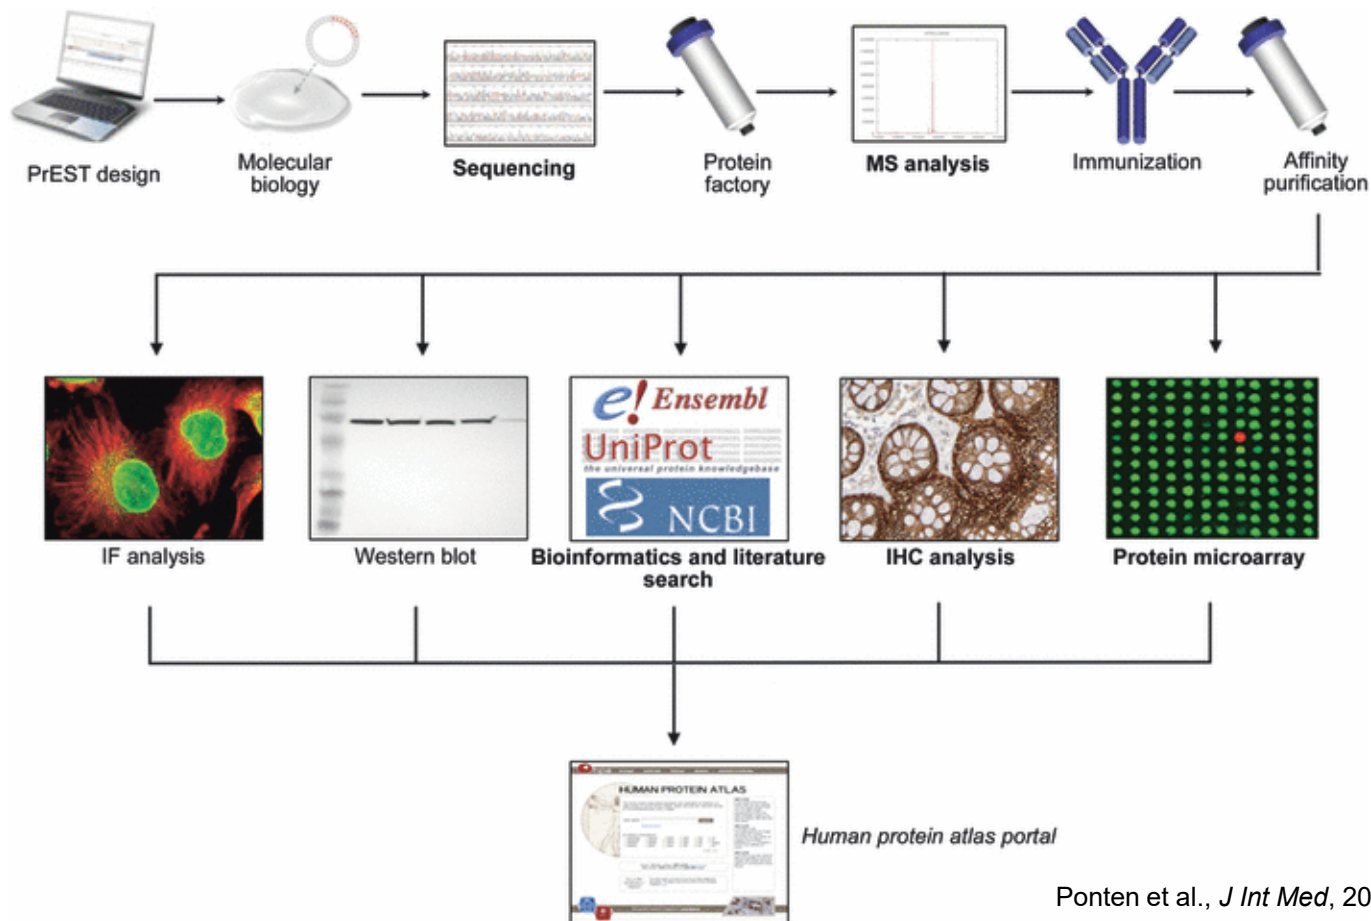 PrEST design
Molecular
biology
Sequencing
Protein
factory
MS analysis
Immunization
Affinity
purification
e! Ensembl
UniProt
the universal protein knowledgebase
NCBI
IF analysis
Western blot
Bioinformatics and literature
search
IHC analysis
Protein microarray
HUMAN PROTEIN ATLAS
Human protein atlas portal
Ponten et al., J Int Med, 20